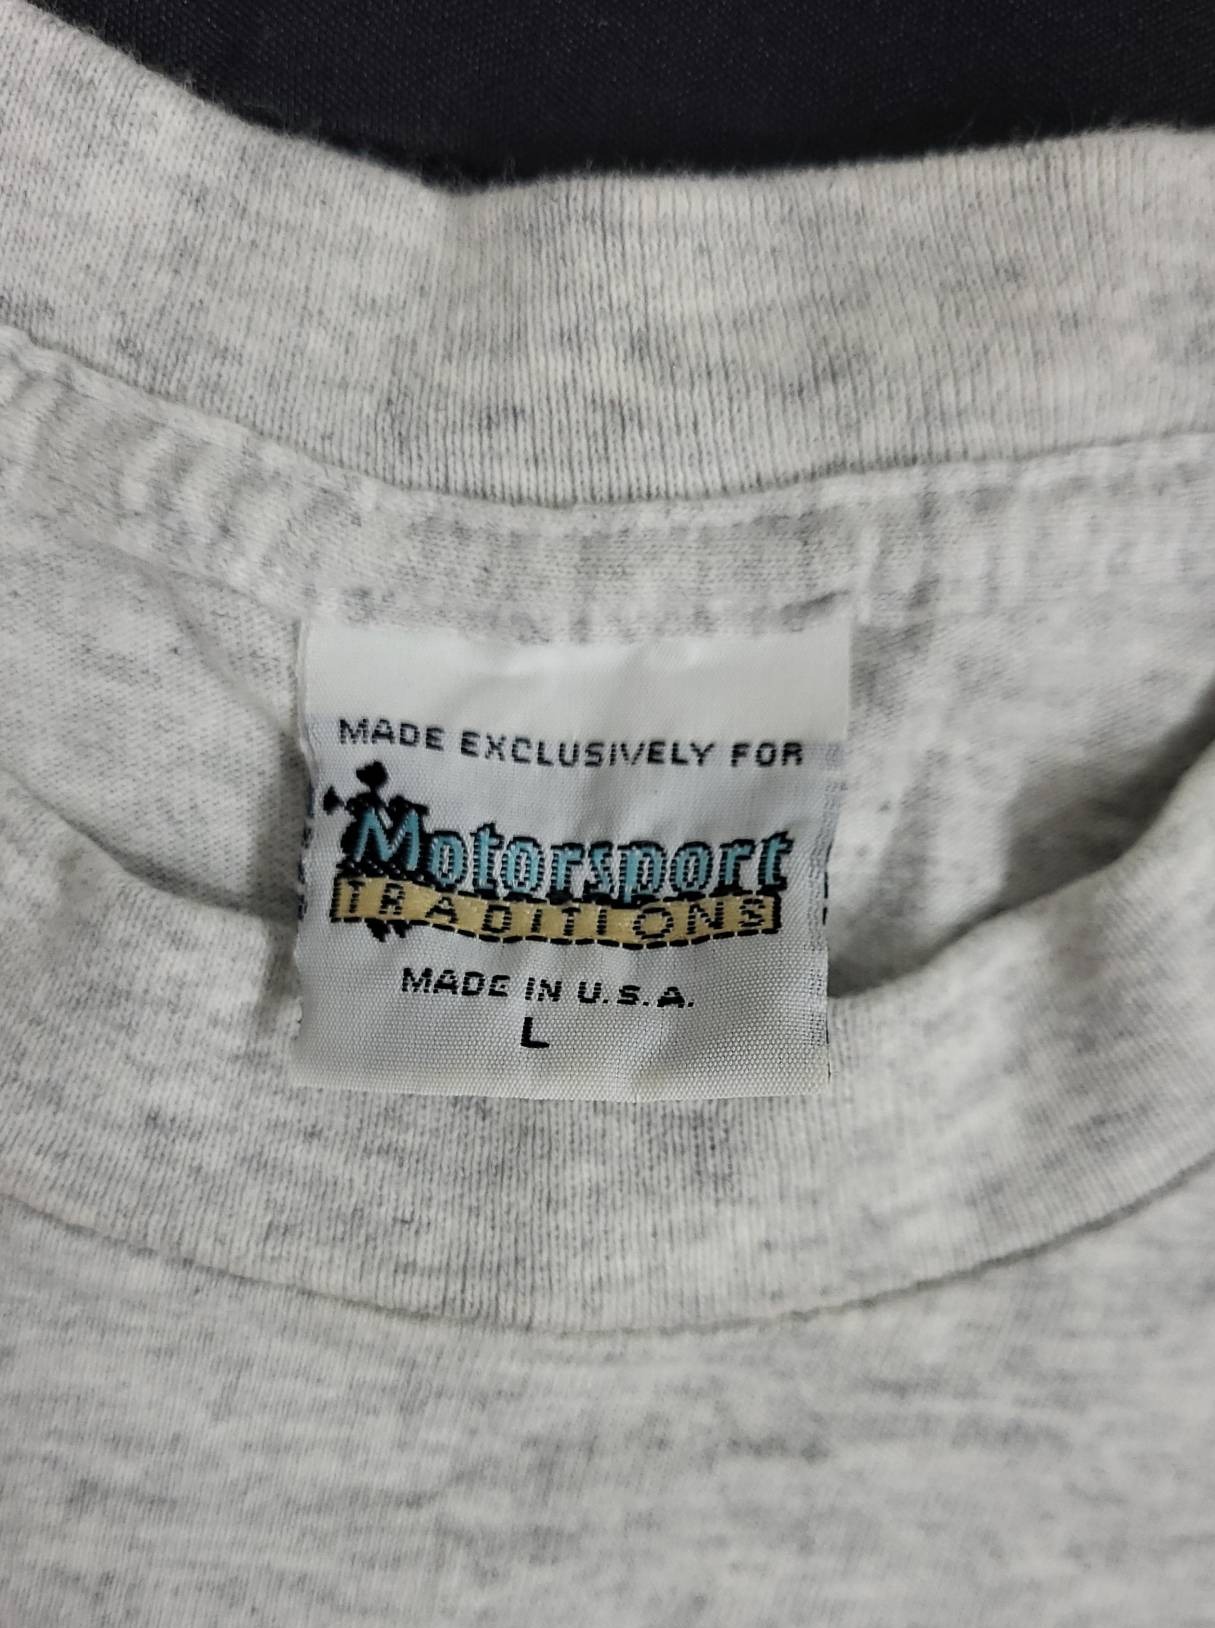 MADE EXCLUSIVELY FOR
Motorsport
TRADITIONS
MADE IN U.S.A.
L